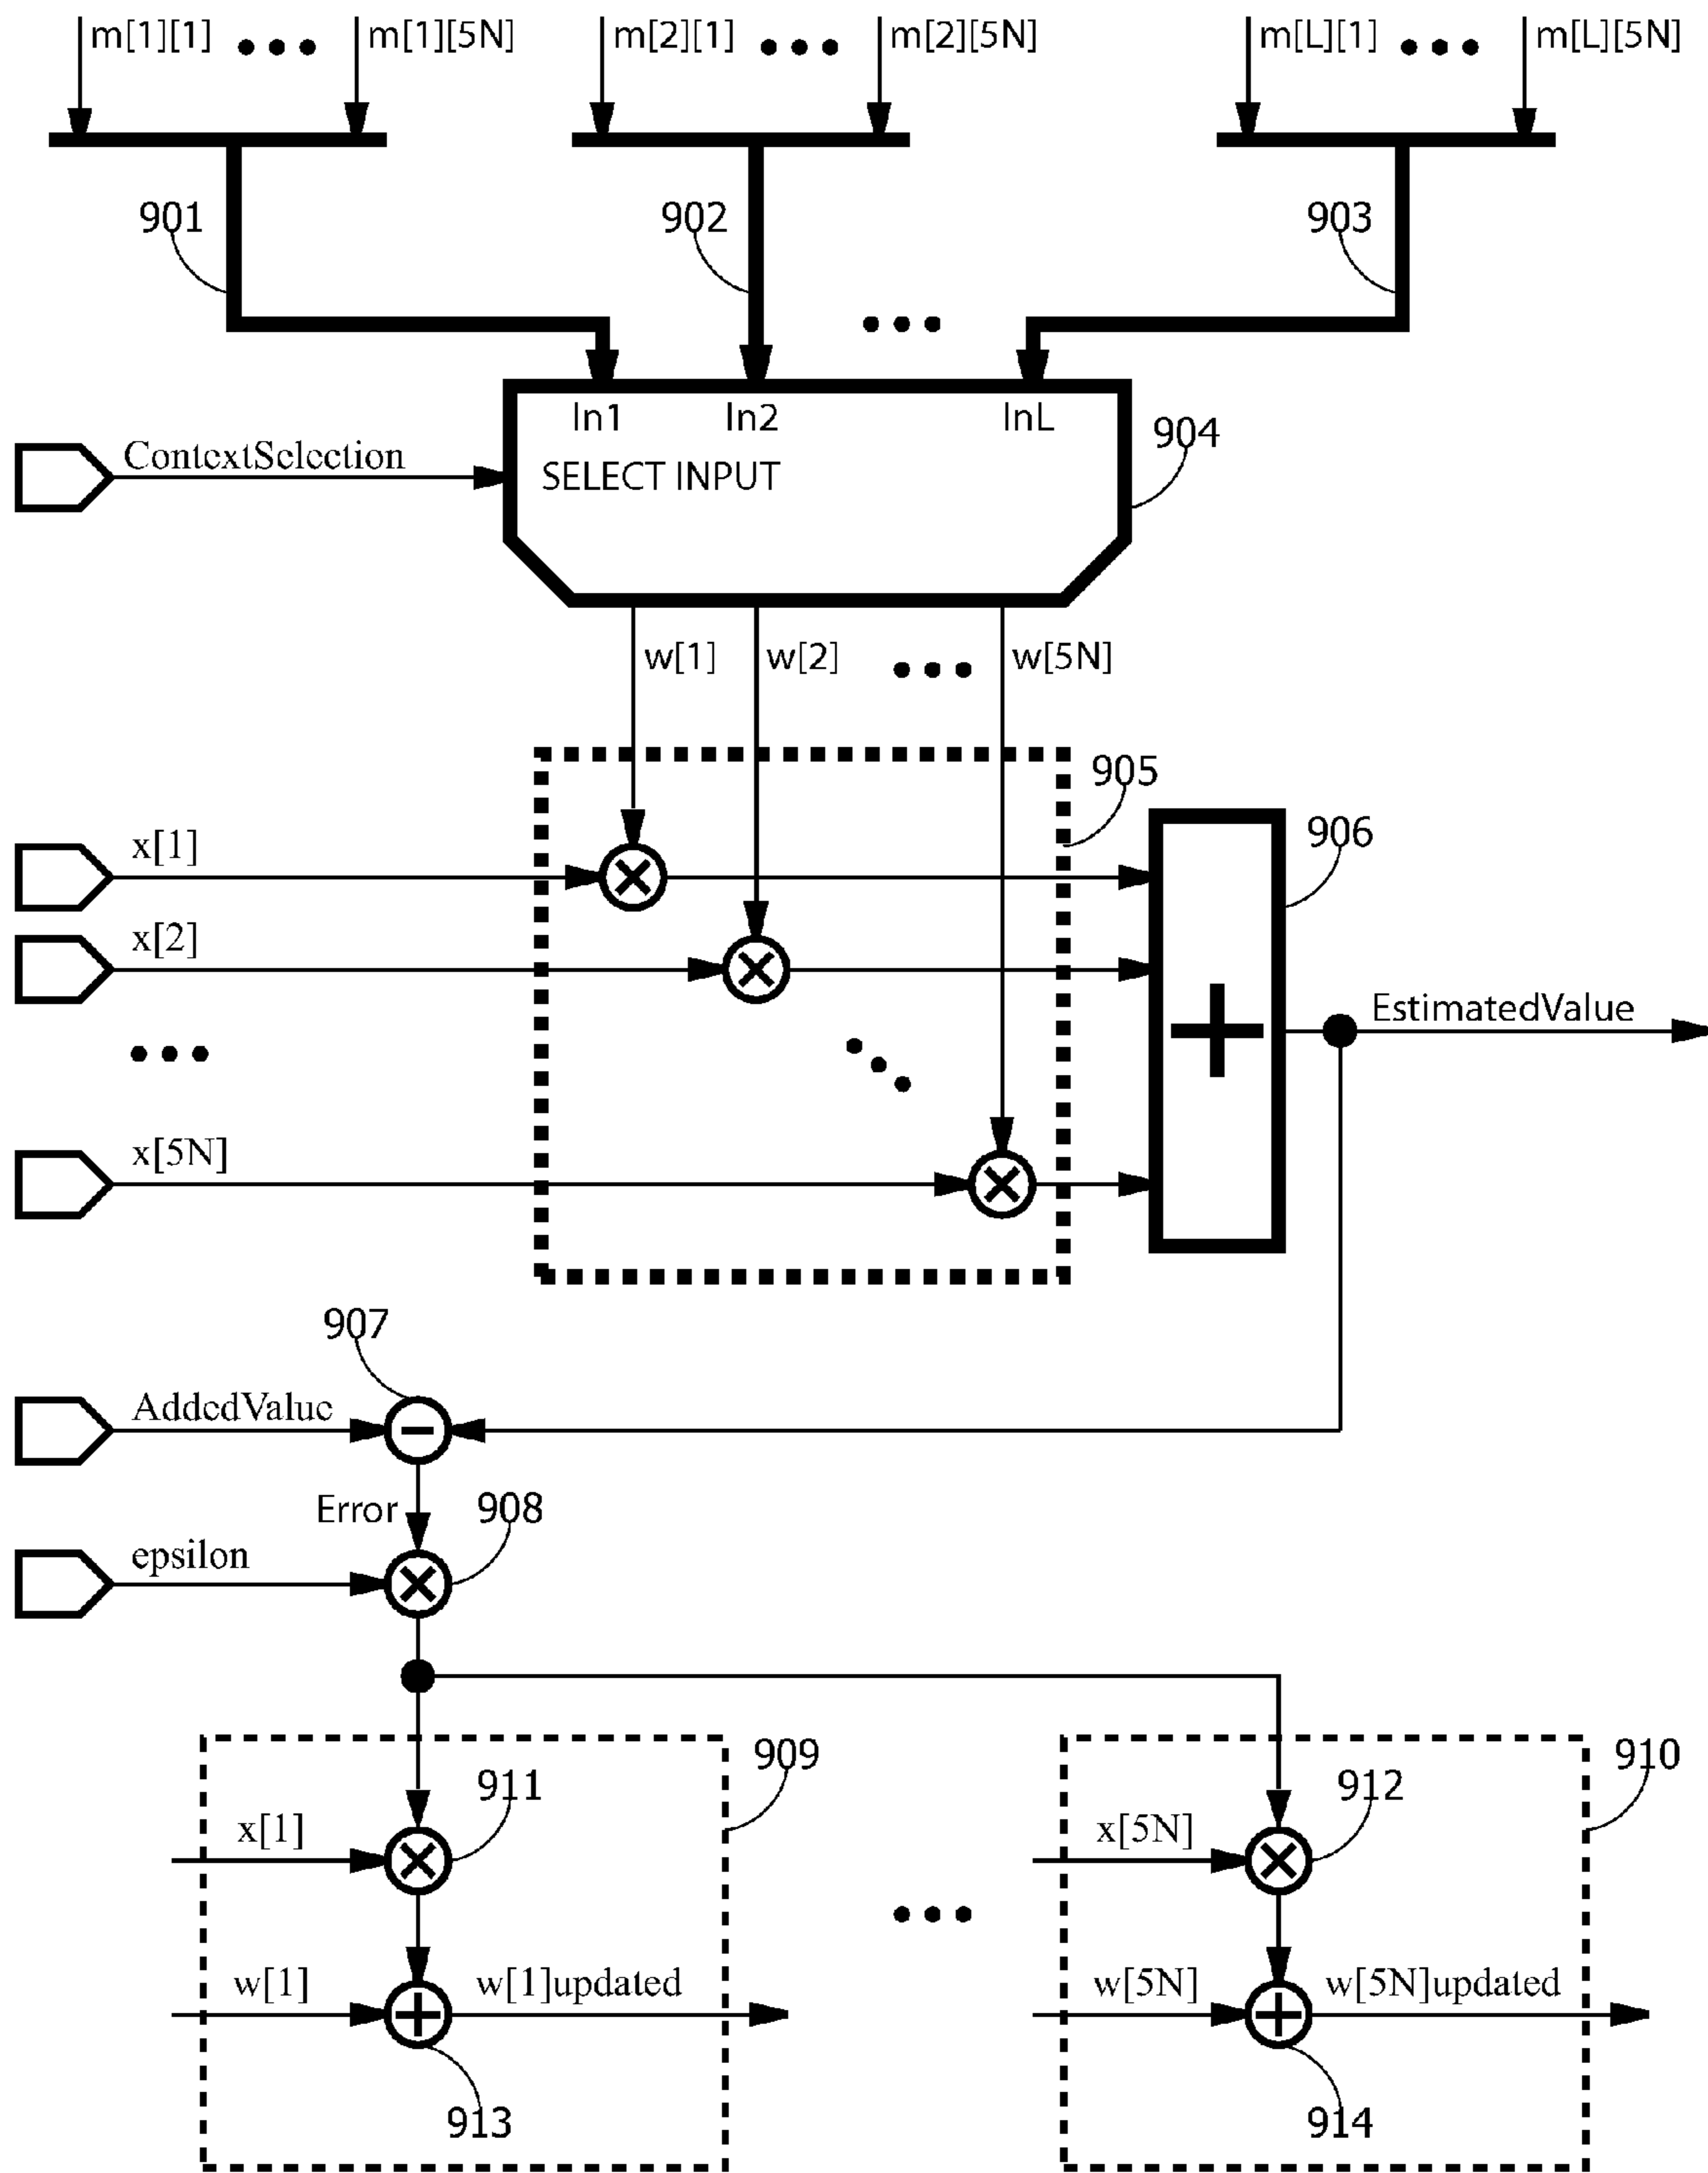 m[1][1] ••• m[1][5N] m[2][1] ••• m[2][5N] m[L][1] ••• m[L][5N]
901 902 903
•••
In1 In2 InL
904
ContextSelection
SELECT INPUT
w[1] w[2] ••• w[5N]
905
906
x[1]
x[2]
EstimatedValue
•••
x[5N]
907
AddedValue
Error 908
epsilon
909 910
911 912
x[1] x[5N]
•••
w[1] w[1]updated w[5N] w[5N]updated
913 914